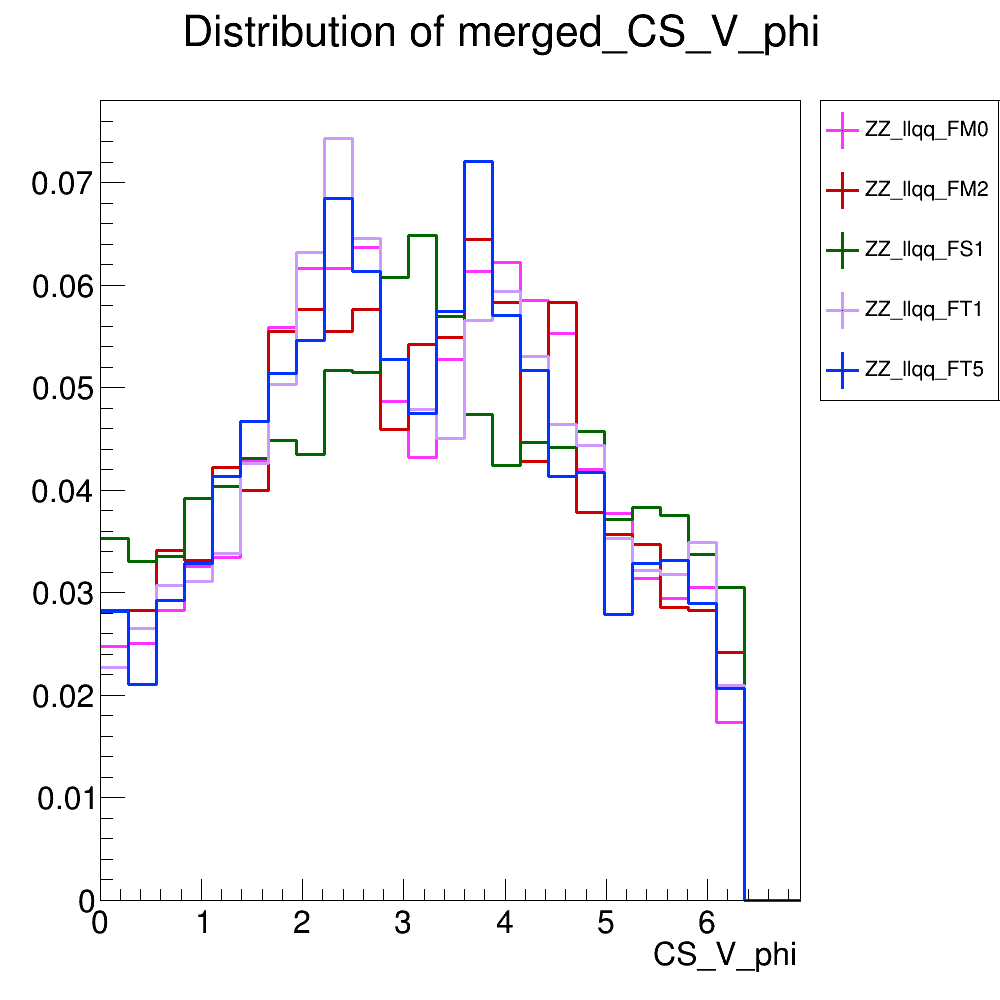 Distribution of merged_CS_V_phi
ZZ_llqq_FM0
ZZ_llqq_FM2
ZZ_llqq_FS1
ZZ_llqq_FT1
ZZ_llqq_FT5
0.07
0.06
0.05
0.04
0.03
0.02
0.01
0
0 1 2 3 4 5 6
CS_V_phi